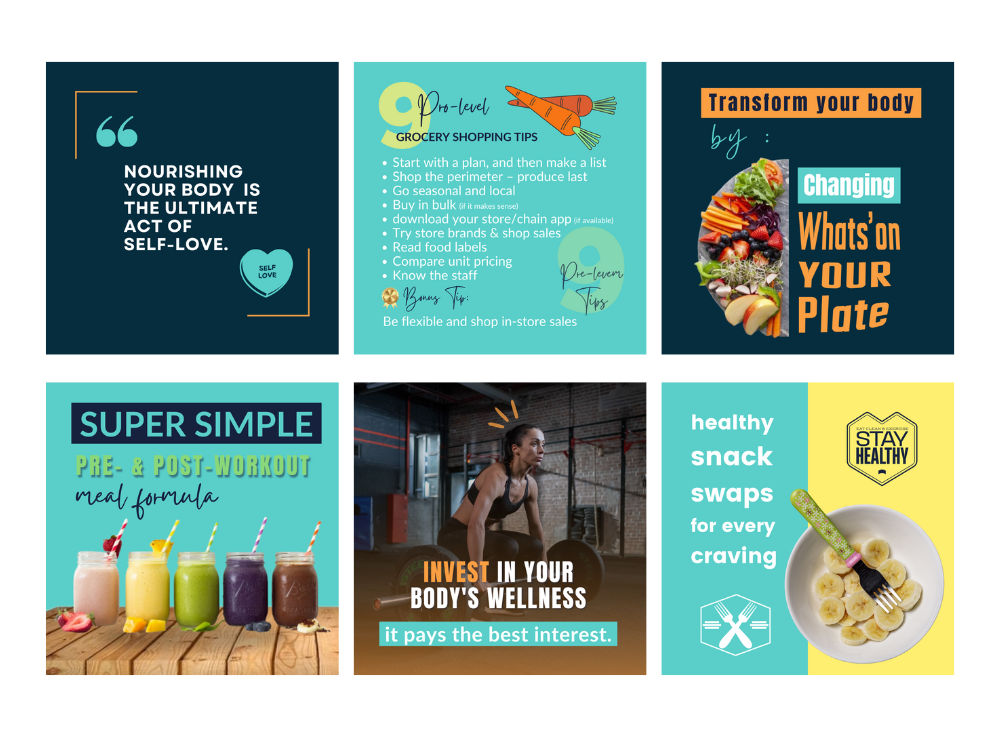 NOURISHING
YOUR BODY IS
THE ULTIMATE
ACT OF
SELF-LOVE.
SELF
LOVE
9
Pro-level
GROCERY SHOPPING TIPS
• Start with a plan, and then make a list
• Shop the perimeter – produce last
• Go seasonal and local
• Buy in bulk (if it makes sense)
• download your store/chain app (if available)
• Try store brands & shop sales
• Read food labels
• Compare unit pricing
• Know the staff
Bonus Tip:
Be flexible and shop in-store sales
9
Pre-levem
Tips
Transform your body
by :
Changing
Whats'on
YOUR
Plate
SUPER SIMPLE
PRE- & POST-WORKOUT
meal formula
INVEST IN YOUR
BODY'S WELLNESS
it pays the best interest.
healthy
snack
swaps
for every
craving
EAT CLEAN & EXERCISE
STAY
HEALTHY